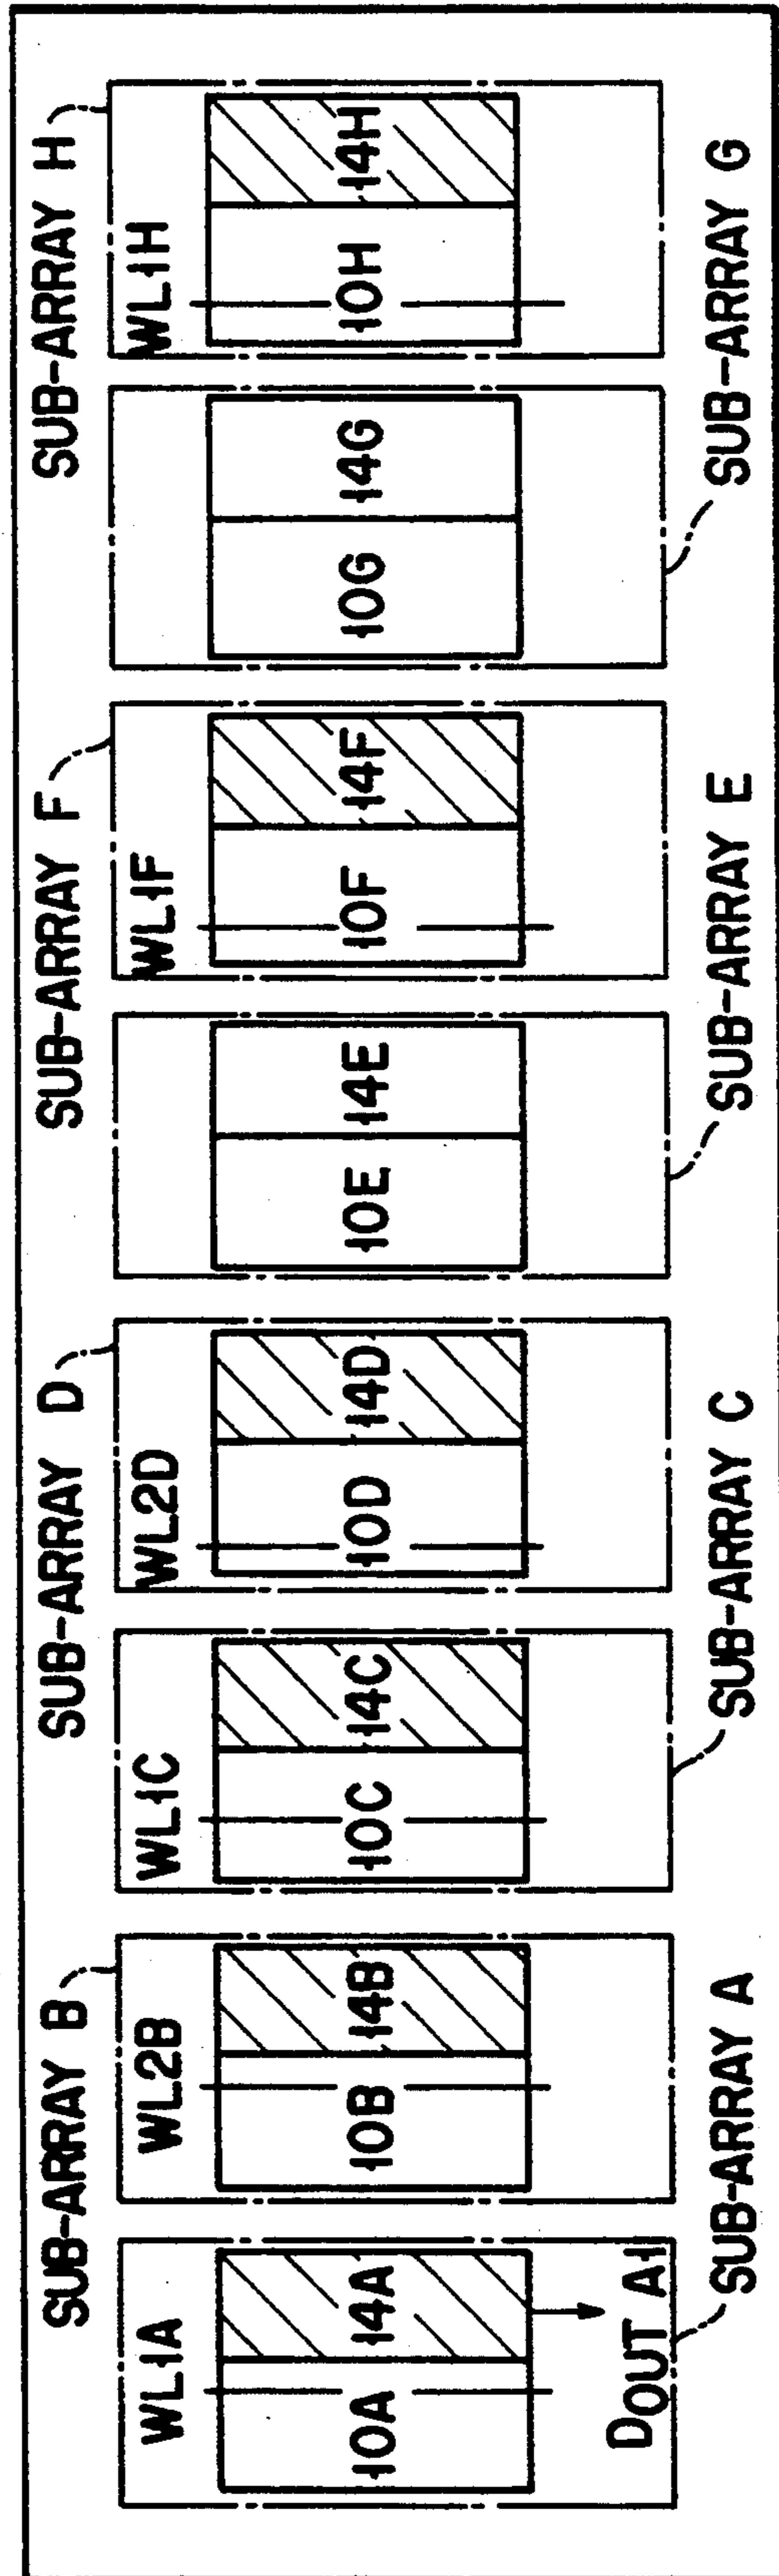 SUB-ARRAY B
SUB-ARRAY D
SUB-ARRAY F
SUB-ARRAY H
WL1A
WL2B
WL1C
WL2D
WL1F
WL1H
10A 14A
10B 14B
10C 14C
10D 14D
10E 14E
10F 14F
10G 14G
10H 14H
DOUT A1
SUB-ARRAY A
SUB-ARRAY C
SUB-ARRAY E
SUB-ARRAY G